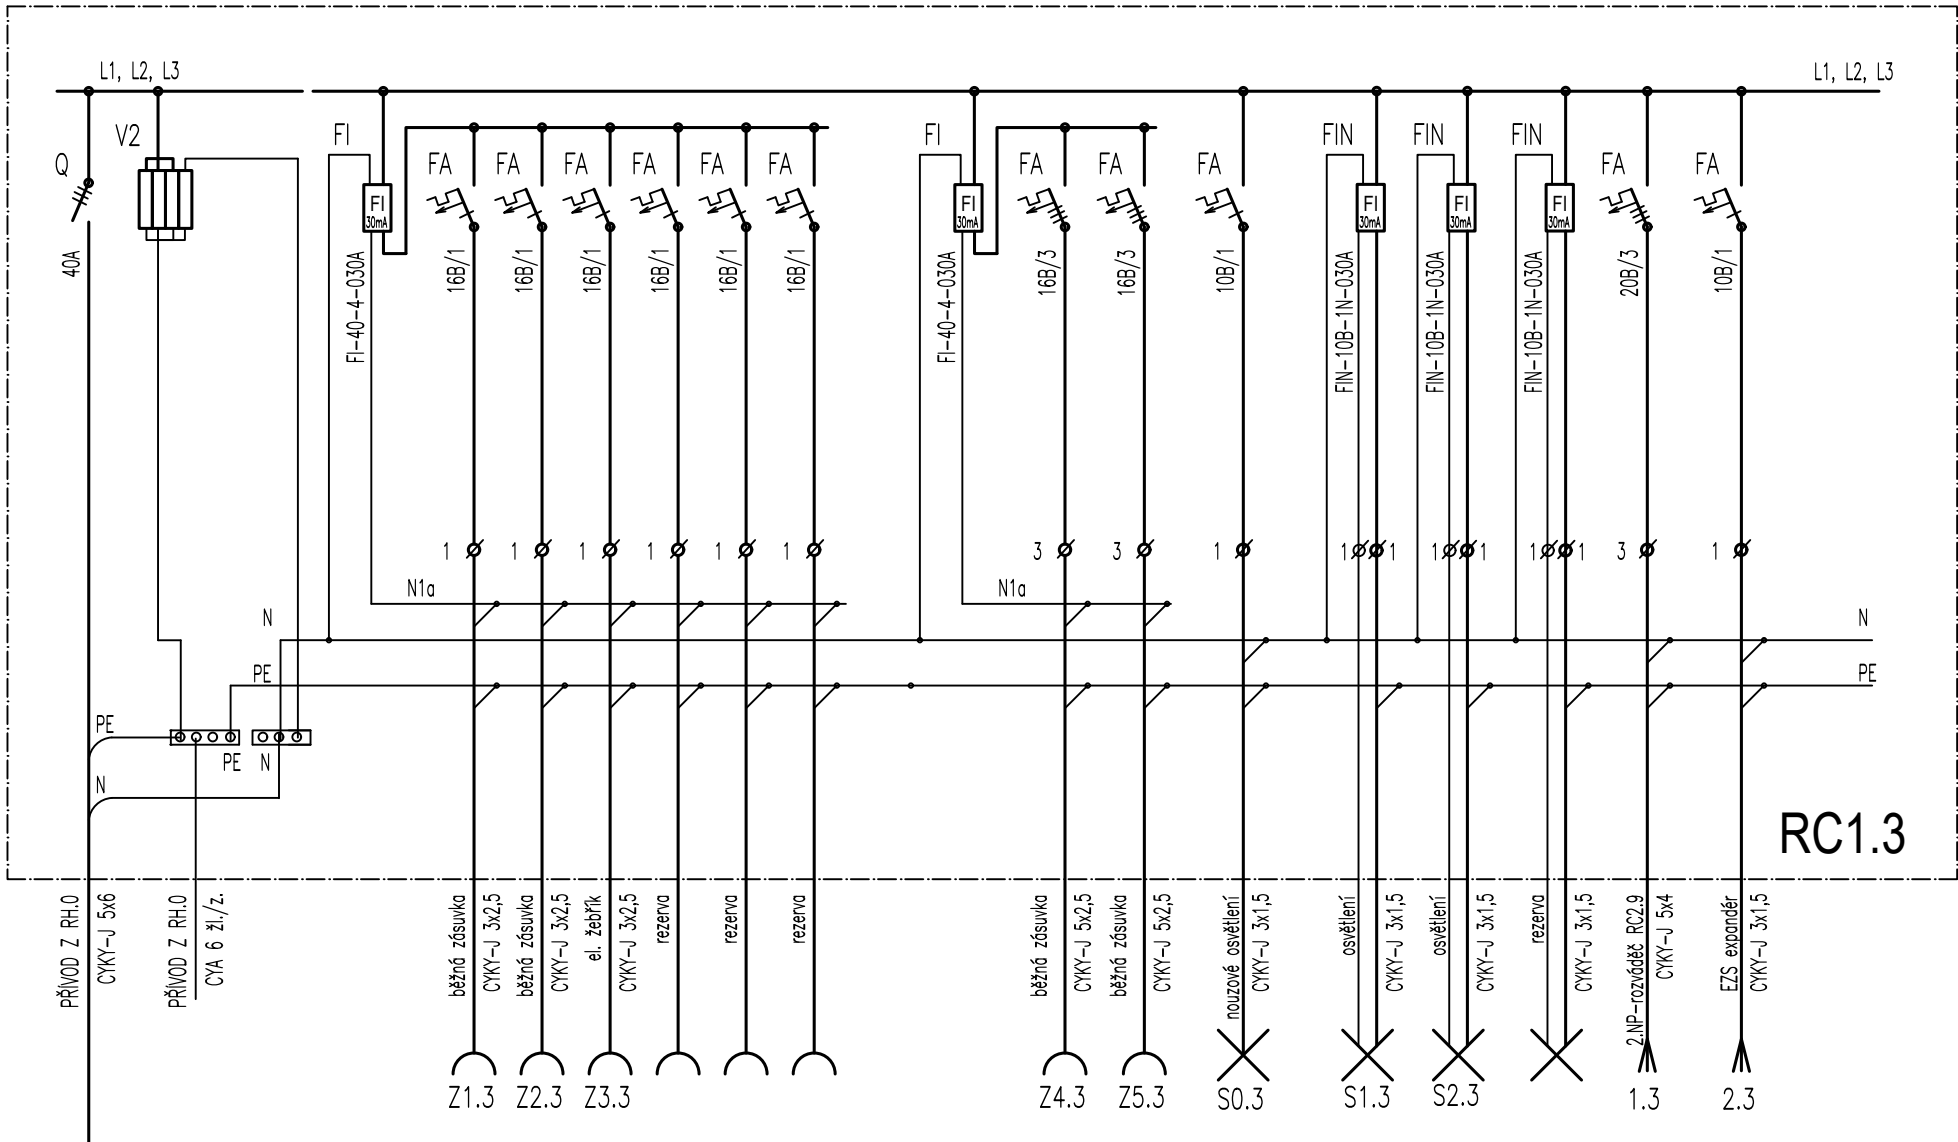 L1, L2, L3
L1, L2, L3
V2
Q
40A
FI
FI
30mA
FI-40-4-030A
FA
FA
FA
FA
FA
FA
16B/1
16B/1
16B/1
16B/1
16B/1
16B/1
FI
FI
30mA
FI-40-4-030A
FA
FA
16B/3
16B/3
FA
10B/1
FIN
FIN
FIN
FI
30mA
FI
30mA
FI
30mA
FIN-10B-1N-030A
FIN-10B-1N-030A
FIN-10B-1N-030A
FA
20B/3
FA
10B/1
1
1
1
1
1
1
3
3
1
1
1
1
1
1
1
3
1
N1a
N1a
N
N
PE
PE
PE
PE
N
N
RC1.3
PŘÍVOD Z RH.0
CYKY-J 5x6
PŘÍVOD Z RH.0
CYA 6 žl./z.
běžná zásuvka
CYKY-J 3x2,5
běžná zásuvka
CYKY-J 3x2,5
el. žebřík
CYKY-J 3x2,5
rezerva
rezerva
rezerva
běžná zásuvka
CYKY-J 5x2,5
běžná zásuvka
CYKY-J 5x2,5
nouzové osvětlení
CYKY-J 3x1,5
osvětlení
CYKY-J 3x1,5
osvětlení
CYKY-J 3x1,5
rezerva
CYKY-J 3x1,5
2.NP-rozváděč RC2.9
CYKY-J 5x4
EZS expandér
CYKY-J 3x1,5
Z1.3
Z2.3
Z3.3
Z4.3
Z5.3
S0.3
S1.3
S2.3
1.3
2.3